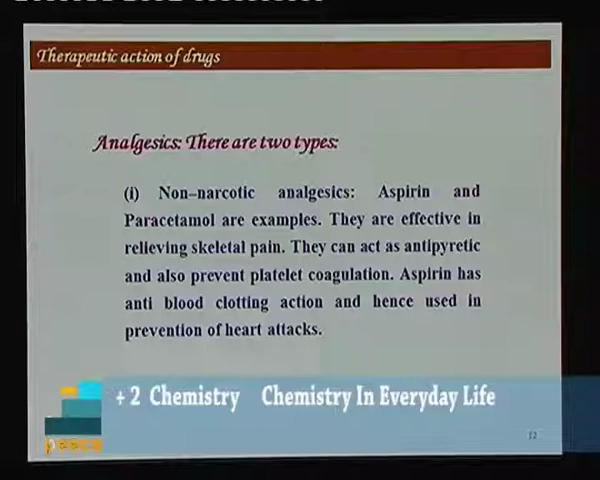 Therapeutic action of drugs
Analgesics: There are two types:
(i) Non–narcotic analgesics: Aspirin and
Paracetamol are examples. They are effective in
relieving skeletal pain. They can act as antipyretic
and also prevent platelet coagulation. Aspirin has
anti blood clotting action and hence used in
prevention of heart attacks.
+ 2 Chemistry Chemistry In Everyday Life
peeca
12